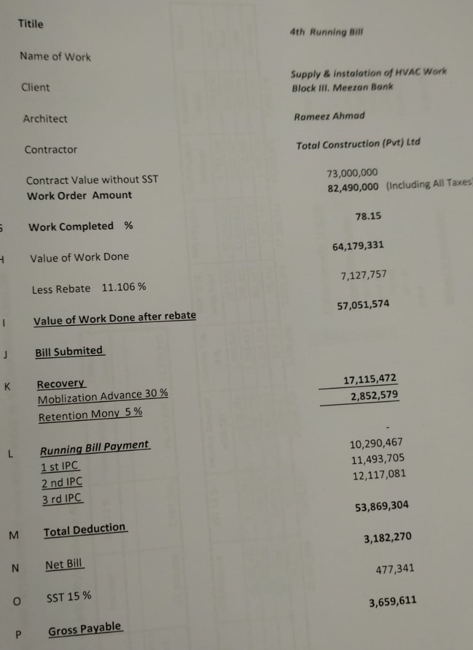 Titile
4th Running Bill
Name of Work
Supply & instalation of HVAC Work
Client
Block III. Meezan Bank
Architect
Rameez Ahmad
Contractor
Total Construction (Pvt) Ltd
Contract Value without SST 73,000,000
Work Order Amount 82,490,000 (Including All Taxes
Work Completed % 78.15
H Value of Work Done 64,179,331
Less Rebate 11.106 % 7,127,757
I Value of Work Done after rebate 57,051,574
J Bill Submited
K Recovery
Moblization Advance 30 % 17,115,472
Retention Mony 5 % 2,852,579
L Running Bill Payment -
1 st IPC 10,290,467
2 nd IPC 11,493,705
3 rd IPC 12,117,081
M Total Deduction 53,869,304
N Net Bill 3,182,270
O SST 15 % 477,341
P Gross Payable 3,659,611